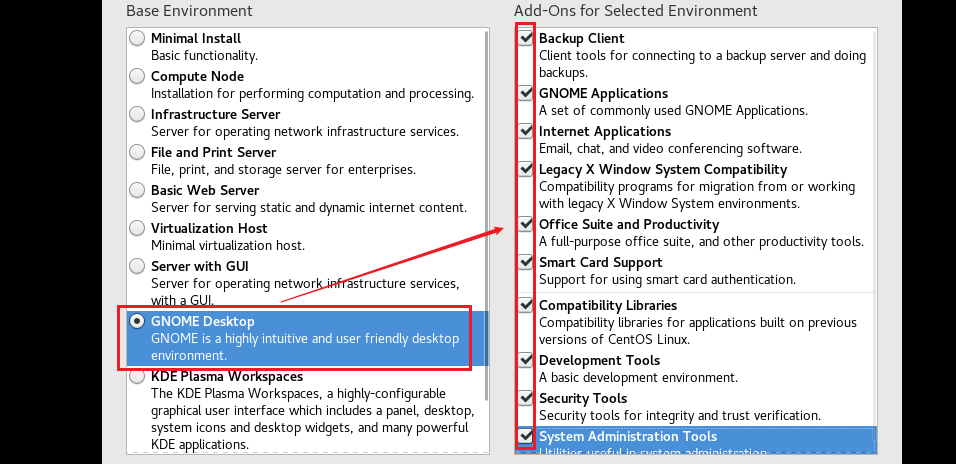 Base Environment
Minimal Install
Basic functionality.
Compute Node
Installation for performing computation and processing.
Infrastructure Server
Server for operating network infrastructure services.
File and Print Server
File, print, and storage server for enterprises.
Basic Web Server
Server for serving static and dynamic internet content.
Virtualization Host
Minimal virtualization host.
Server with GUI
Server for operating network infrastructure services,
with a GUI.
GNOME Desktop
GNOME is a highly intuitive and user friendly desktop
environment.
KDE Plasma Workspaces
The KDE Plasma Workspaces, a highly-configurable
graphical user interface which includes a panel, desktop,
system icons and desktop widgets, and many powerful
KDE applications.
Add-Ons for Selected Environment
Backup Client
Client tools for connecting to a backup server and doing
backups.
GNOME Applications
A set of commonly used GNOME Applications.
Internet Applications
Email, chat, and video conferencing software.
Legacy X Window System Compatibility
Compatibility programs for migration from or working
with legacy X Window System environments.
Office Suite and Productivity
A full-purpose office suite, and other productivity tools.
Smart Card Support
Support for using smart card authentication.
Compatibility Libraries
Compatibility libraries for applications built on previous
versions of CentOS Linux.
Development Tools
A basic development environment.
Security Tools
Security tools for integrity and trust verification.
System Administration Tools
Utilities useful in system administration.